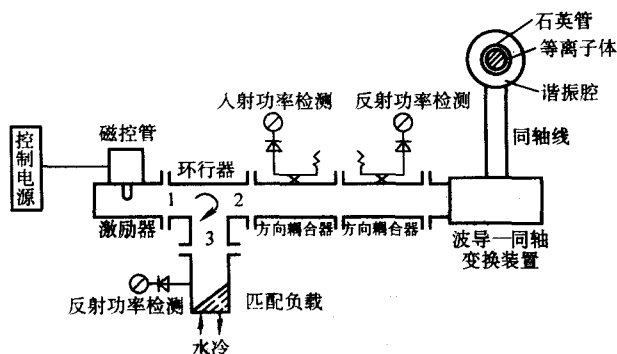 石英管
等离子体
谐振腔
同轴线
入射功率检测
反射功率检测
控制电源
磁控管
环行器
1
2
3
激励器
方向耦合器
方向耦合器
波导—同轴
变换装置
反射功率检测
匹配负载
水冷